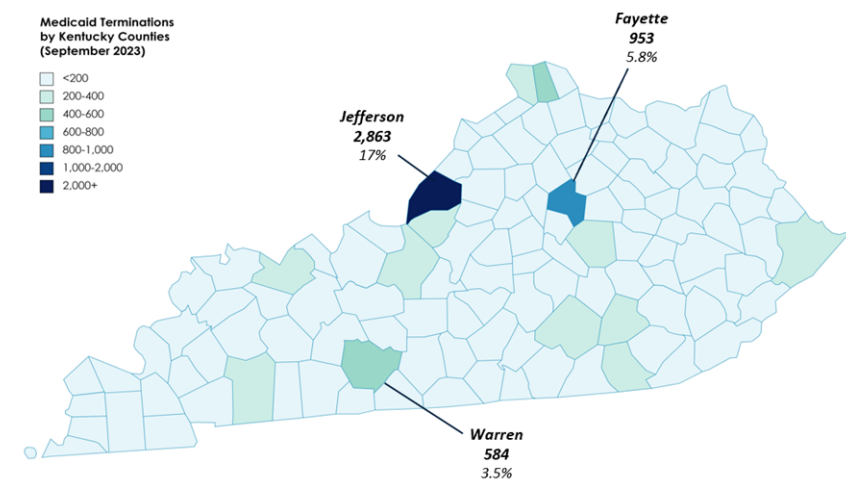 Medicaid Terminations
by Kentucky Counties
(September 2023)
<200
200-400
400-600
600-800
800-1,000
1,000-2,000
2,000+
Fayette
953
5.8%
Jefferson
2,863
17%
Warren
584
3.5%